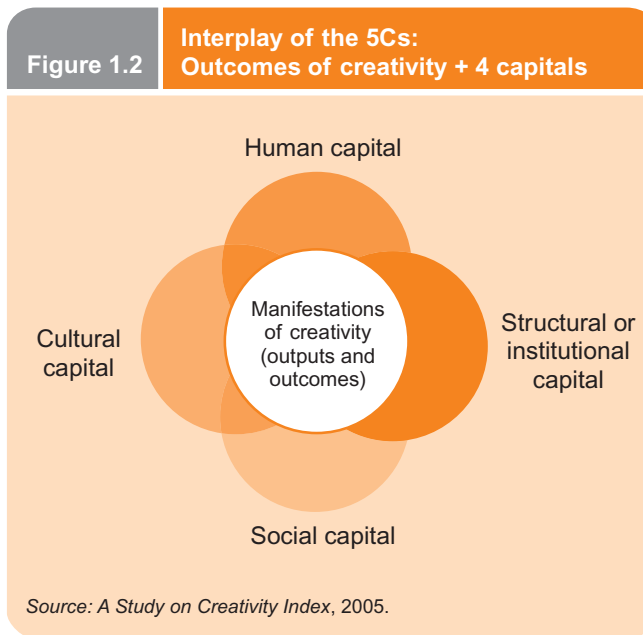 Figure 1.2
Interplay of the 5Cs:
Outcomes of creativity + 4 capitals
Human capital
Cultural
capital
Manifestations
of creativity
(outputs and
outcomes)
Structural or
institutional
capital
Social capital
Source: A Study on Creativity Index, 2005.